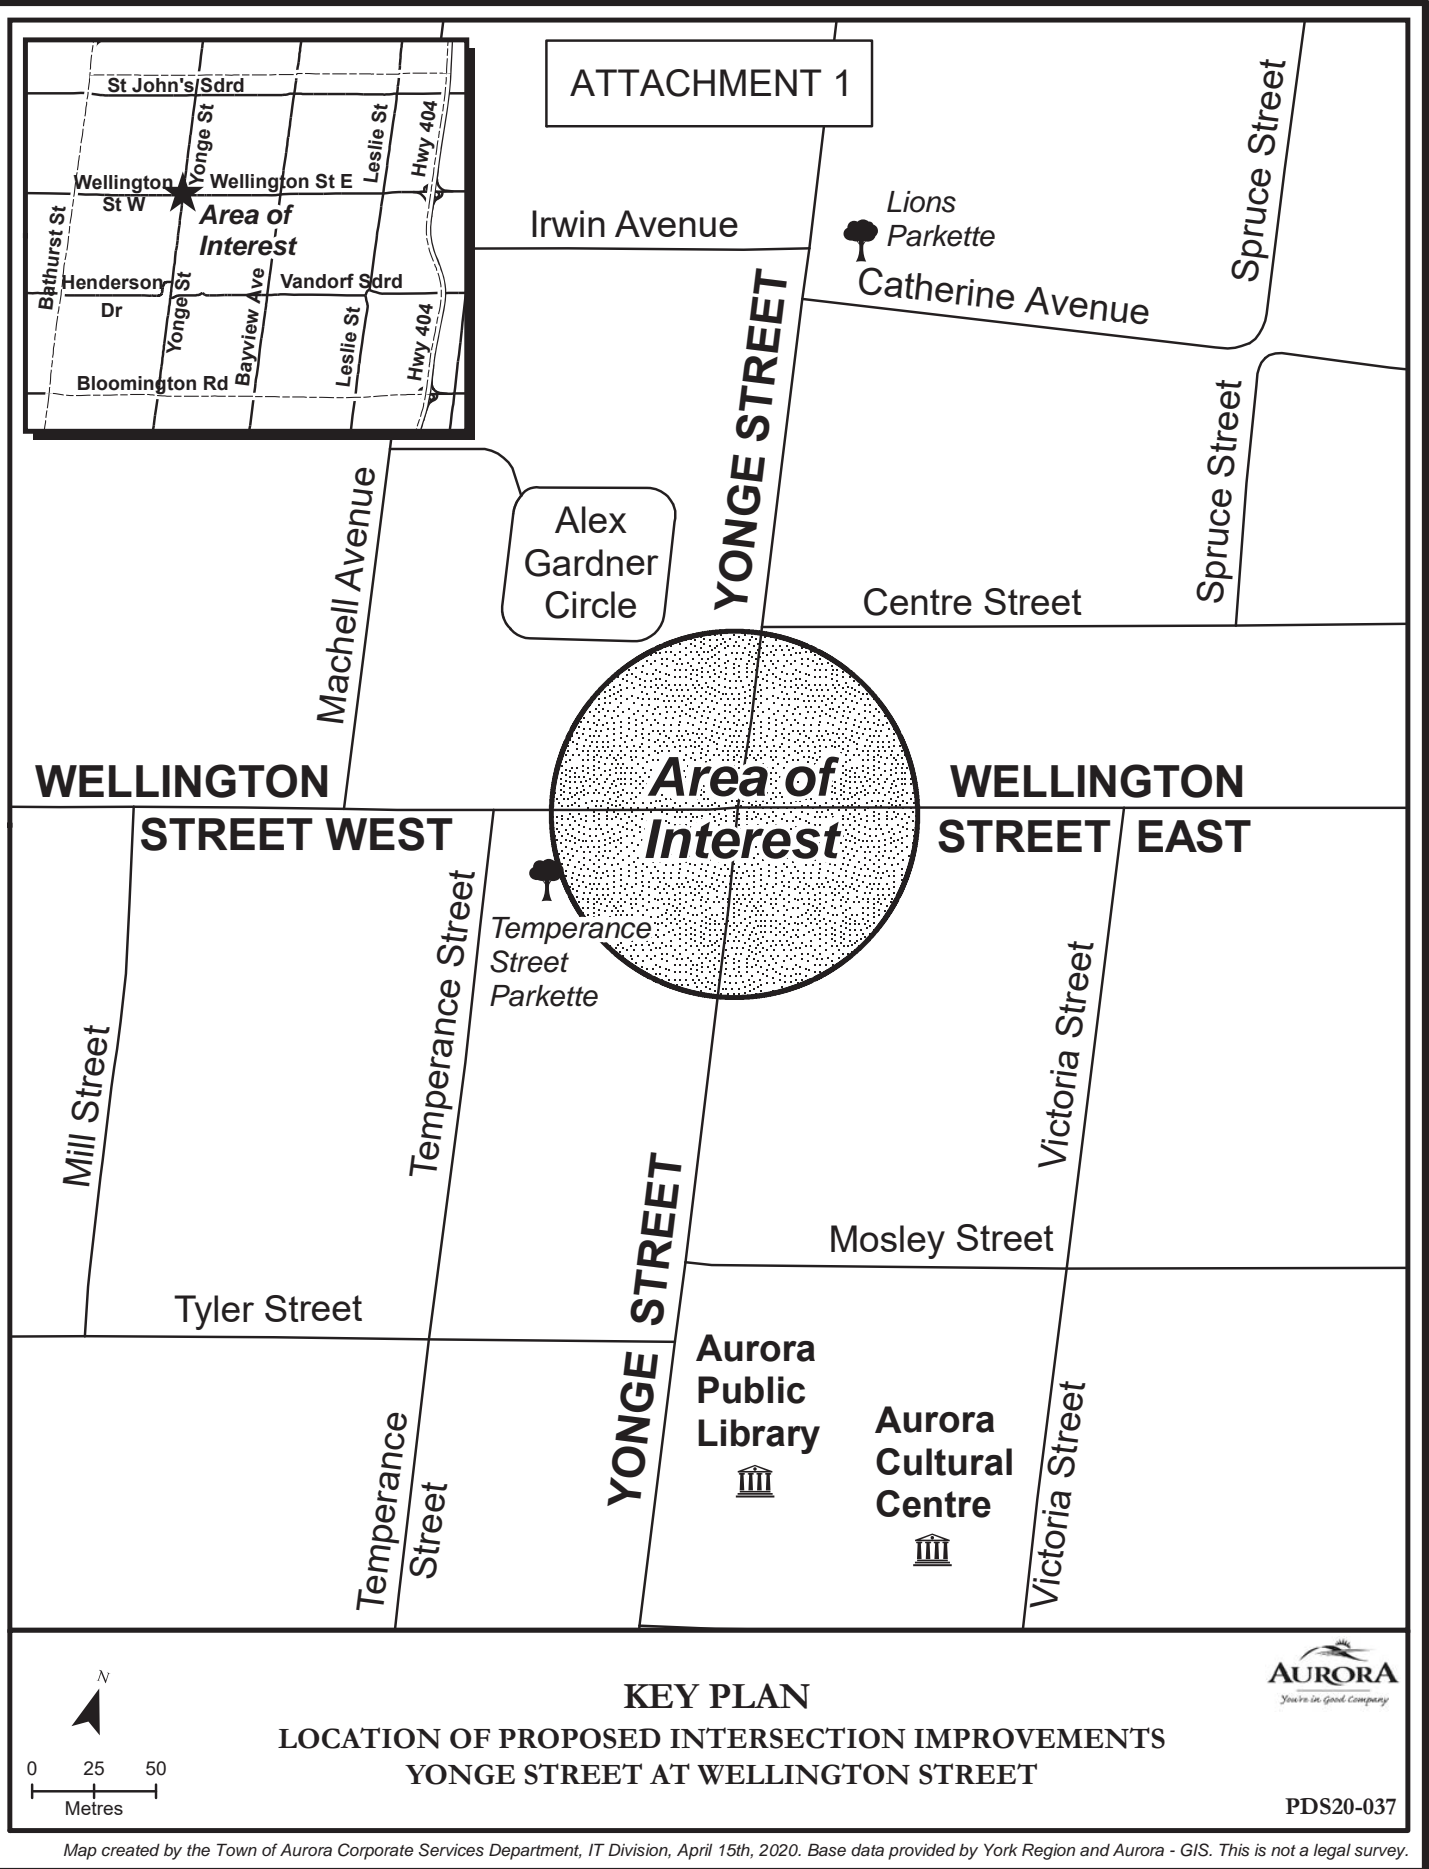 ATTACHMENT 1
St John's Sdrd
Yonge St
Leslie St
Hwy 404
Wellington
St W
Wellington St E
Area of
Interest
Bathurst St
Henderson
Dr
Yonge St
Bayview Ave
Vandorf Sdrd
Leslie St
Hwy 404
Bloomington Rd
Irwin Avenue
Lions
Parkette
Catherine Avenue
Spruce Street
YONGE STREET
Machell Avenue
Alex
Gardner
Circle
Spruce Street
Centre Street
WELLINGTON
STREET WEST
Area of
Interest
WELLINGTON
STREET EAST
Temperance
Street
Parkette
Temperance Street
Mill Street
Victoria Street
Mosley Street
Tyler Street
YONGE STREET
Aurora
Public
Library
Aurora
Cultural
Centre
Temperance
Street
Victoria Street
N
0 25 50
Metres
KEY PLAN
LOCATION OF PROPOSED INTERSECTION IMPROVEMENTS
YONGE STREET AT WELLINGTON STREET
AURORA
You're in Good Company
PDS20-037
Map created by the Town of Aurora Corporate Services Department, IT Division, April 15th, 2020. Base data provided by York Region and Aurora - GIS. This is not a legal survey.